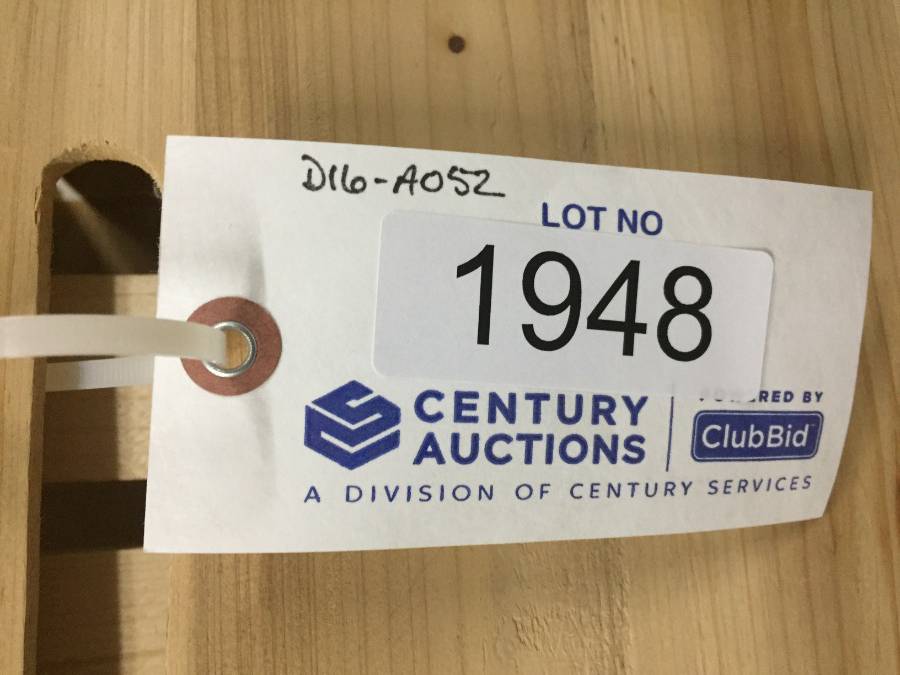 D16-A052
LOT NO
1948
CENTURY
AUCTIONS
BY
ClubBid
A DIVISION OF CENTURY SERVICES